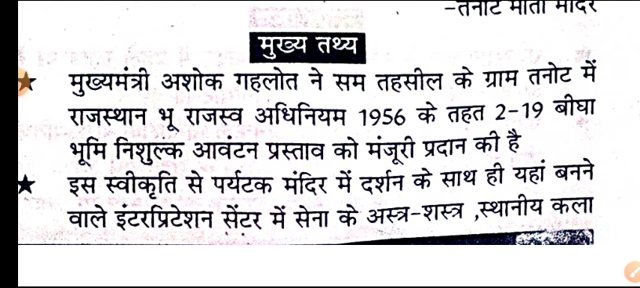 -तनोट माता मंदिर
मुख्य तथ्य
★ मुख्यमंत्री अशोक गहलोत ने सम तहसील के ग्राम तनोट में
राजस्थान भू राजस्व अधिनियम 1956 के तहत 2-19 बीघा
भूमि निशुल्क आवंटन प्रस्ताव को मंजूरी प्रदान की है
★ इस स्वीकृति से पर्यटक मंदिर में दर्शन के साथ ही यहां बनने
वाले इंटरप्रिटेशन सेंटर में सेना के अस्त्र-शस्त्र ,स्थानीय कला